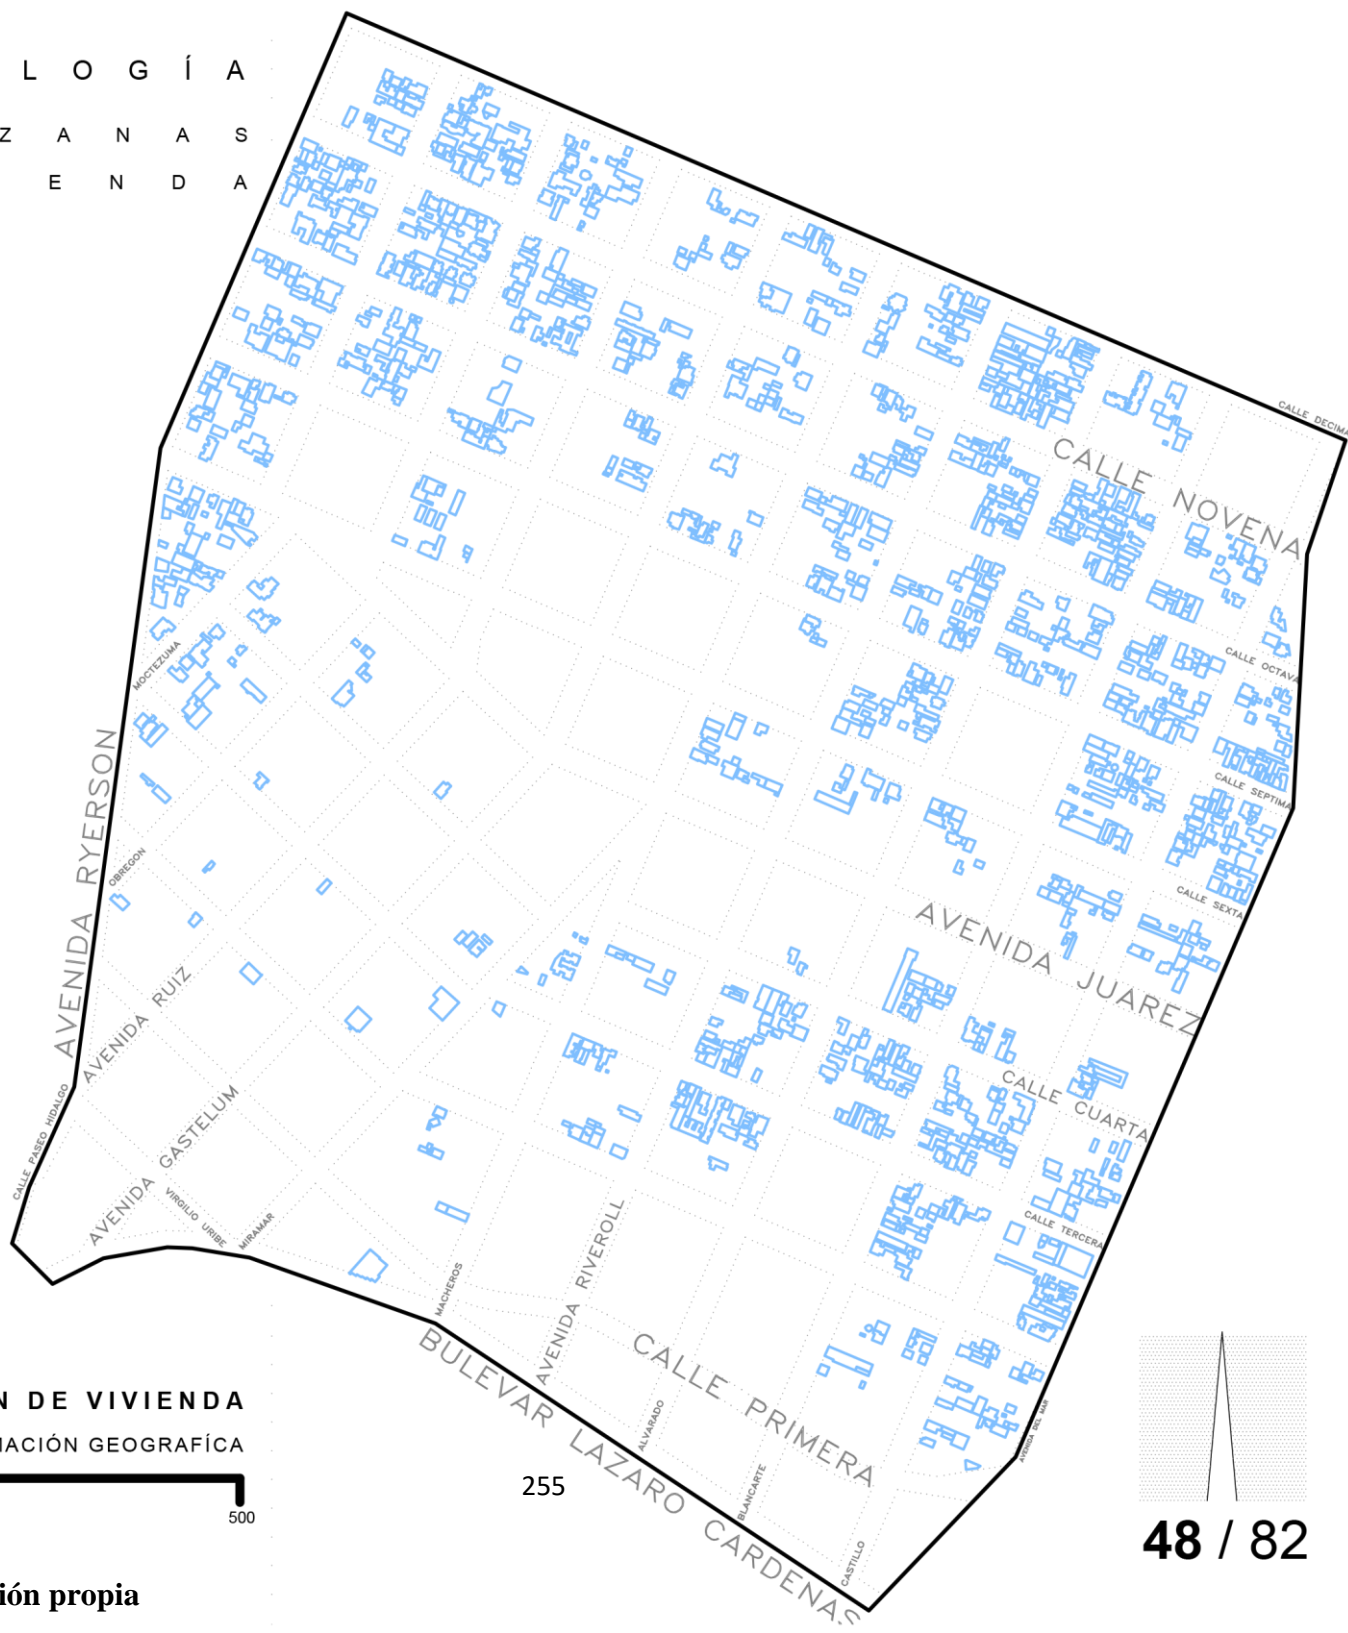 L O G Í A
Z A N A S
E N D A
CALLE DECIMA
CALLE NOVENA
CALLE OCTAVA
MOCTEZUMA
CALLE SEPTIMA
AVENIDA RYERSON
OBREGON
CALLE SEXTA
AVENIDA JUAREZ
AVENIDA RUIZ
CALLE CUARTA
CALLE PASEO HIDALGO
AVENIDA GASTELUM
VIRGILIO URIBE
MIRAMAR
CALLE TERCERA
MACHEROS
AVENIDA RIVEROLL
CALLE PRIMERA
BULEVAR LAZARO CARDENAS
ALVARADO
BLANCARTE
CASTILLO
AVENIDA DEL MAR
N DE VIVIENDA
MACIÓN GEOGRAFÍCA
500
255
48 / 82
ión propia